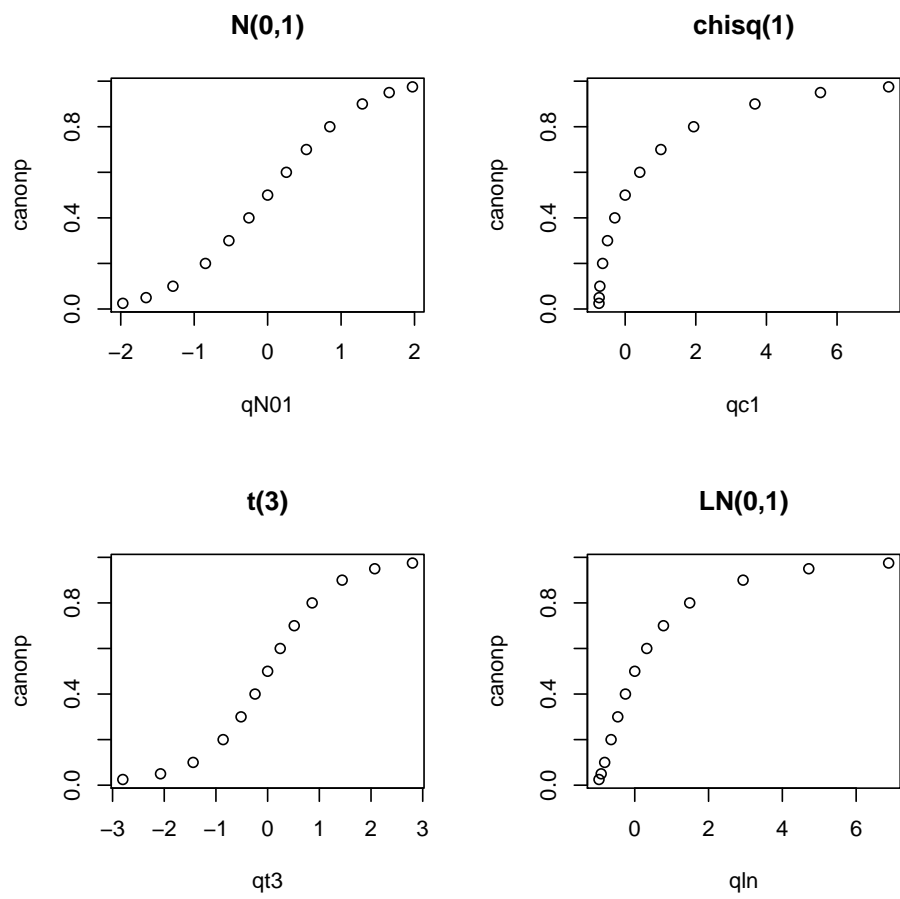 N(0,1)
canonp
0.0 0.4 0.8
−2 −1 0 1 2
qN01
chisq(1)
canonp
0.0 0.4 0.8
0 2 4 6
qc1
t(3)
canonp
0.0 0.4 0.8
−3 −2 −1 0 1 2 3
qt3
LN(0,1)
canonp
0.0 0.4 0.8
0 2 4 6
qln